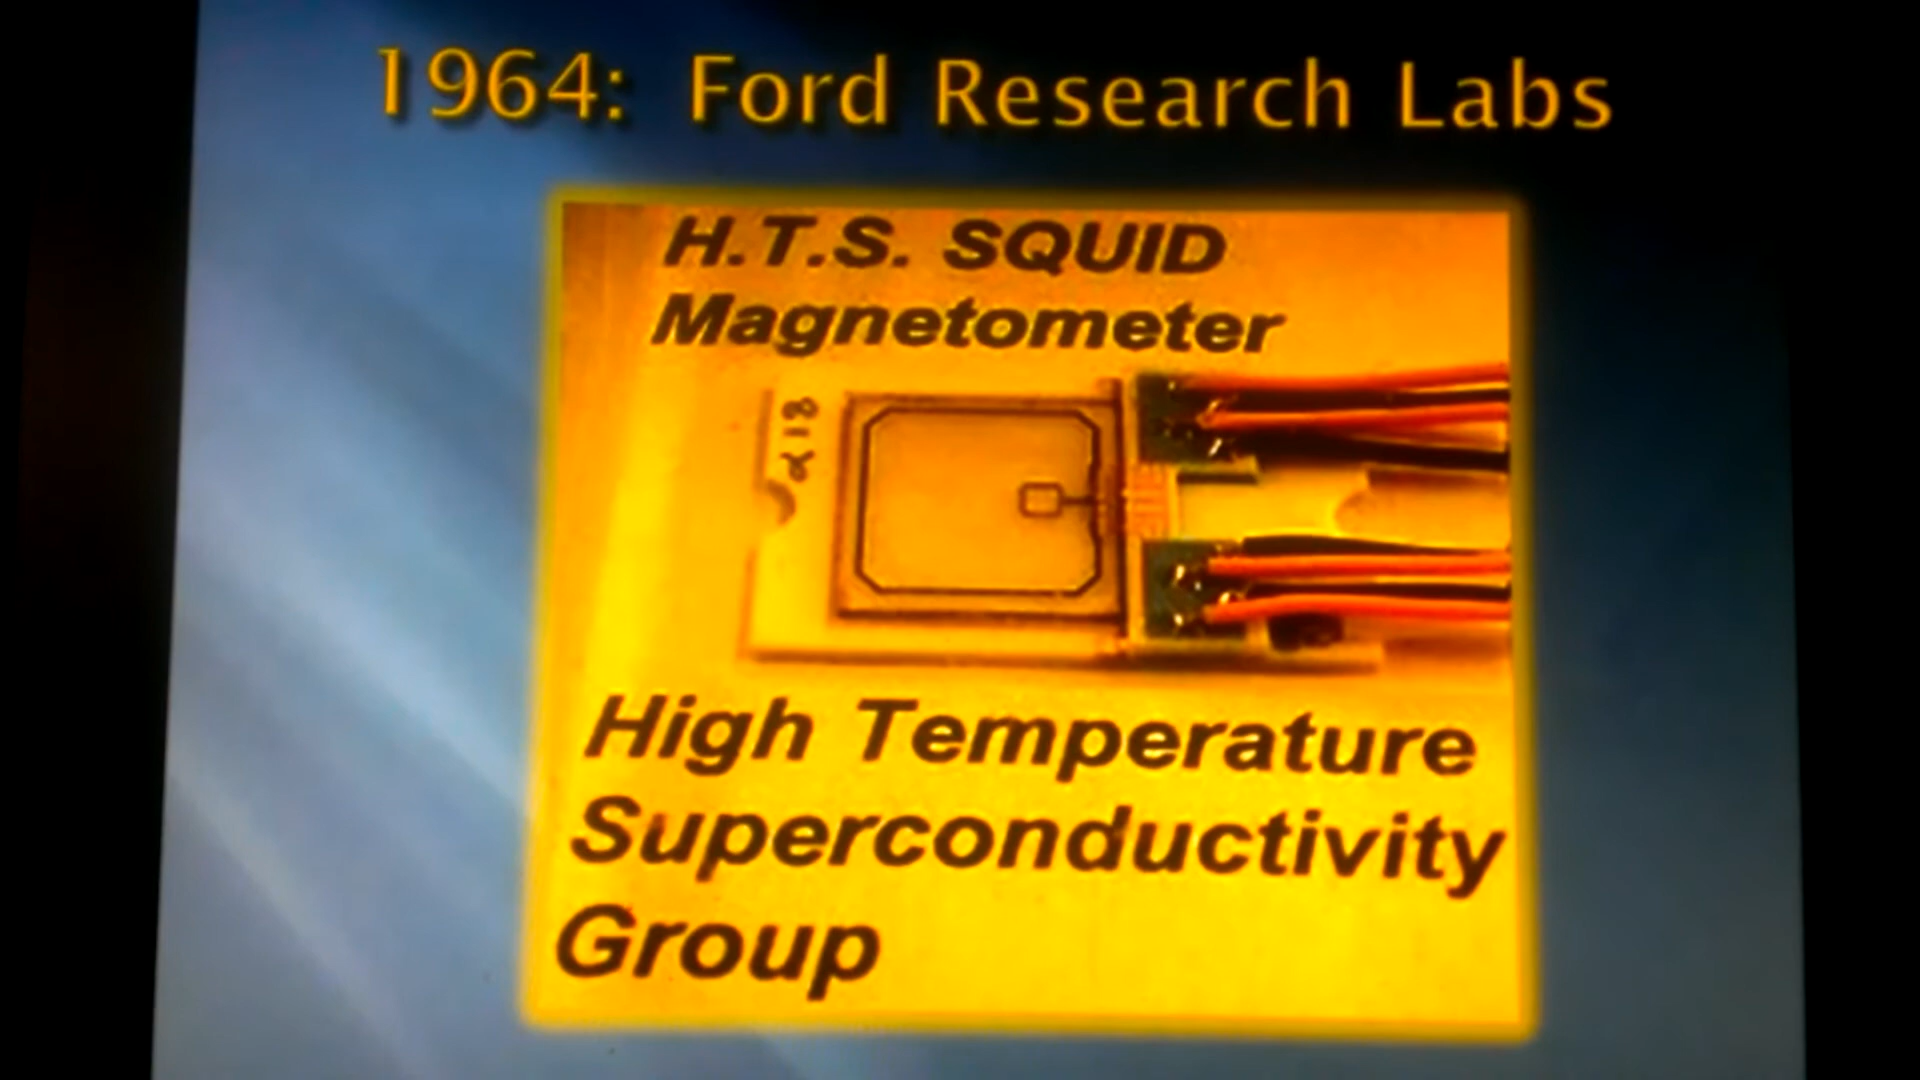 1964: Ford Research Labs
H.T.S. SQUID
Magnetometer
High Temperature
Superconductivity
Group